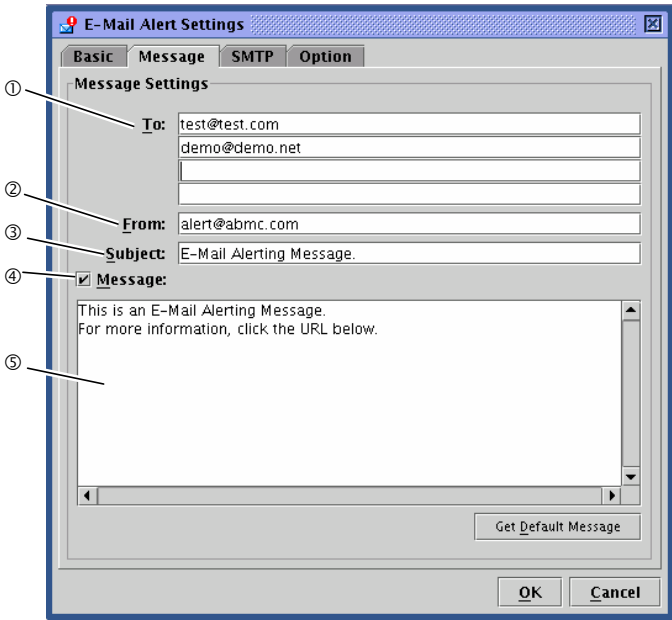 E-Mail Alert Settings
Basic Message SMTP Option
Message Settings
① To: test@test.com
demo@demo.net
② From: alert@abmc.com
③ Subject: E-Mail Alerting Message.
④ Message:
This is an E-Mail Alerting Message.
For more information, click the URL below.
⑤
Get Default Message
OK Cancel